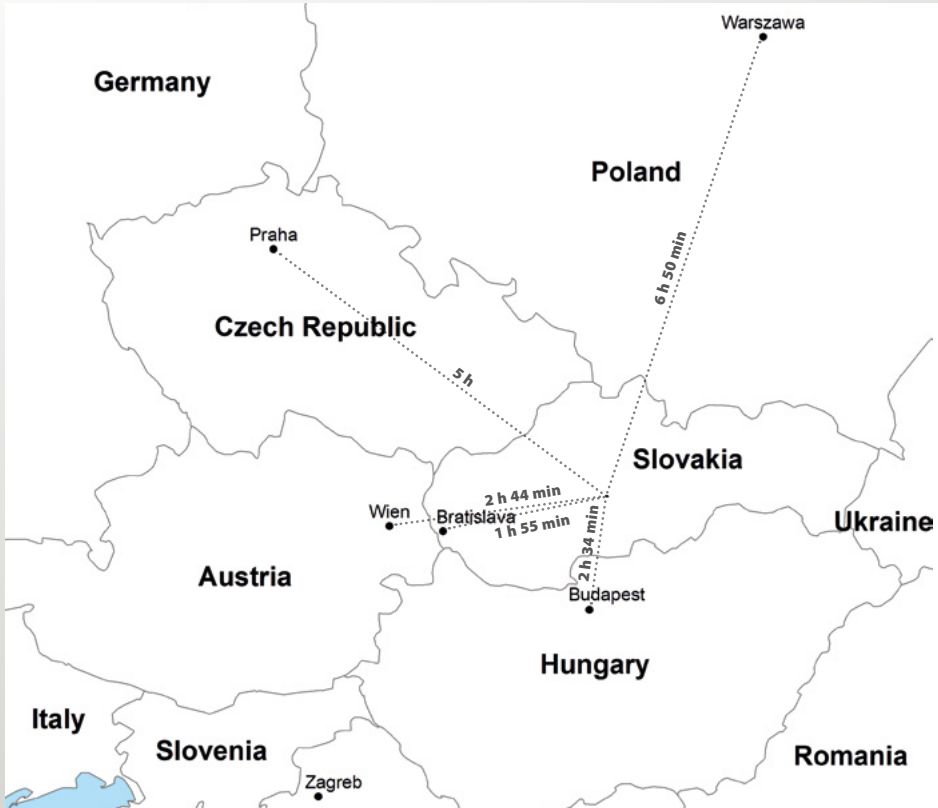 Warszawa
Germany
Poland
Praha
6 h 50 min
Czech Republic
5 h
Slovakia
2 h 44 min
Wien
Bratislava
1 h 55 min
Ukraine
2 h 34 min
Austria
Budapest
Hungary
Italy
Slovenia
Romania
Zagreb